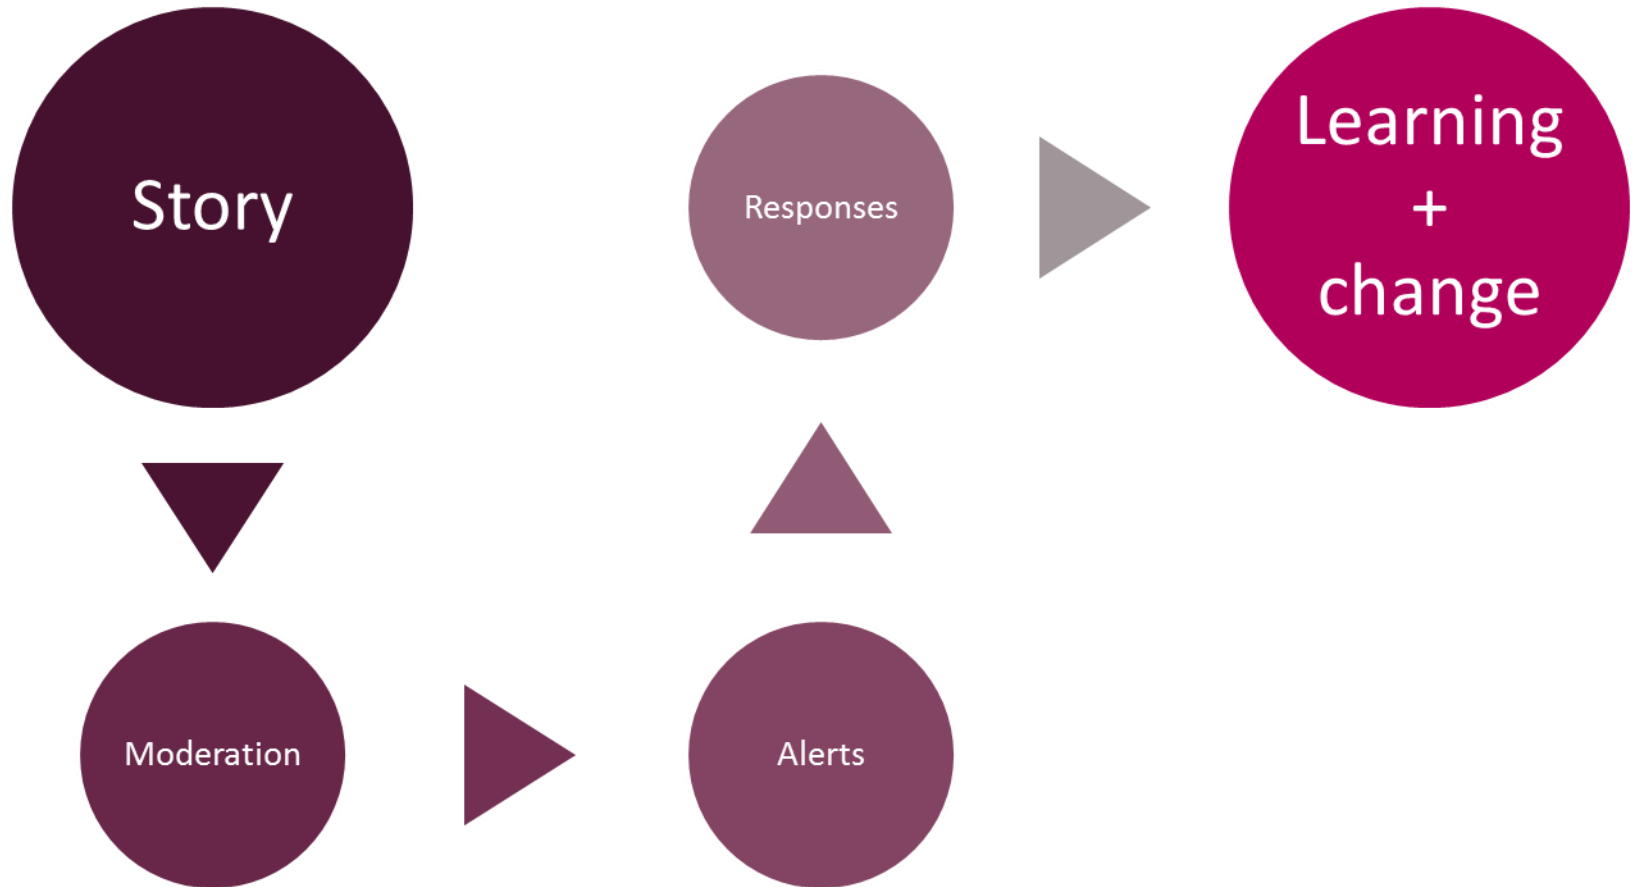 Story
Moderation
Alerts
Responses
Learning
+
change